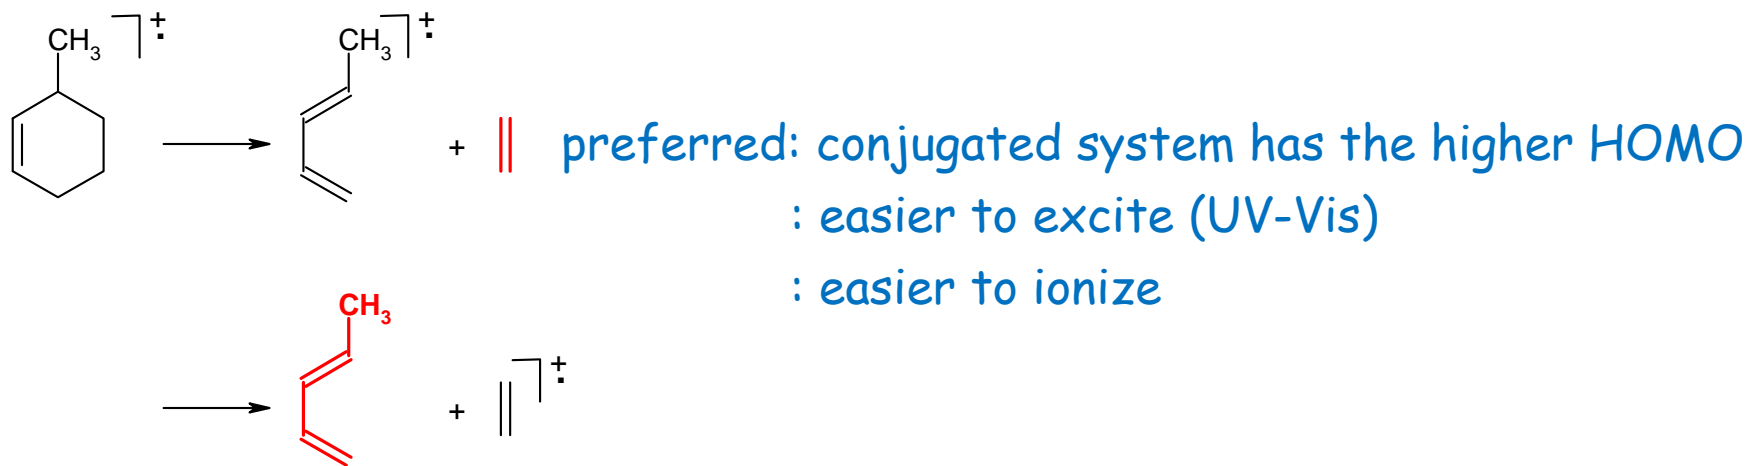 CH3 +. CH3 +.
+ preferred: conjugated system has the higher HOMO
: easier to excite (UV-Vis)
: easier to ionize
CH3
+ +.